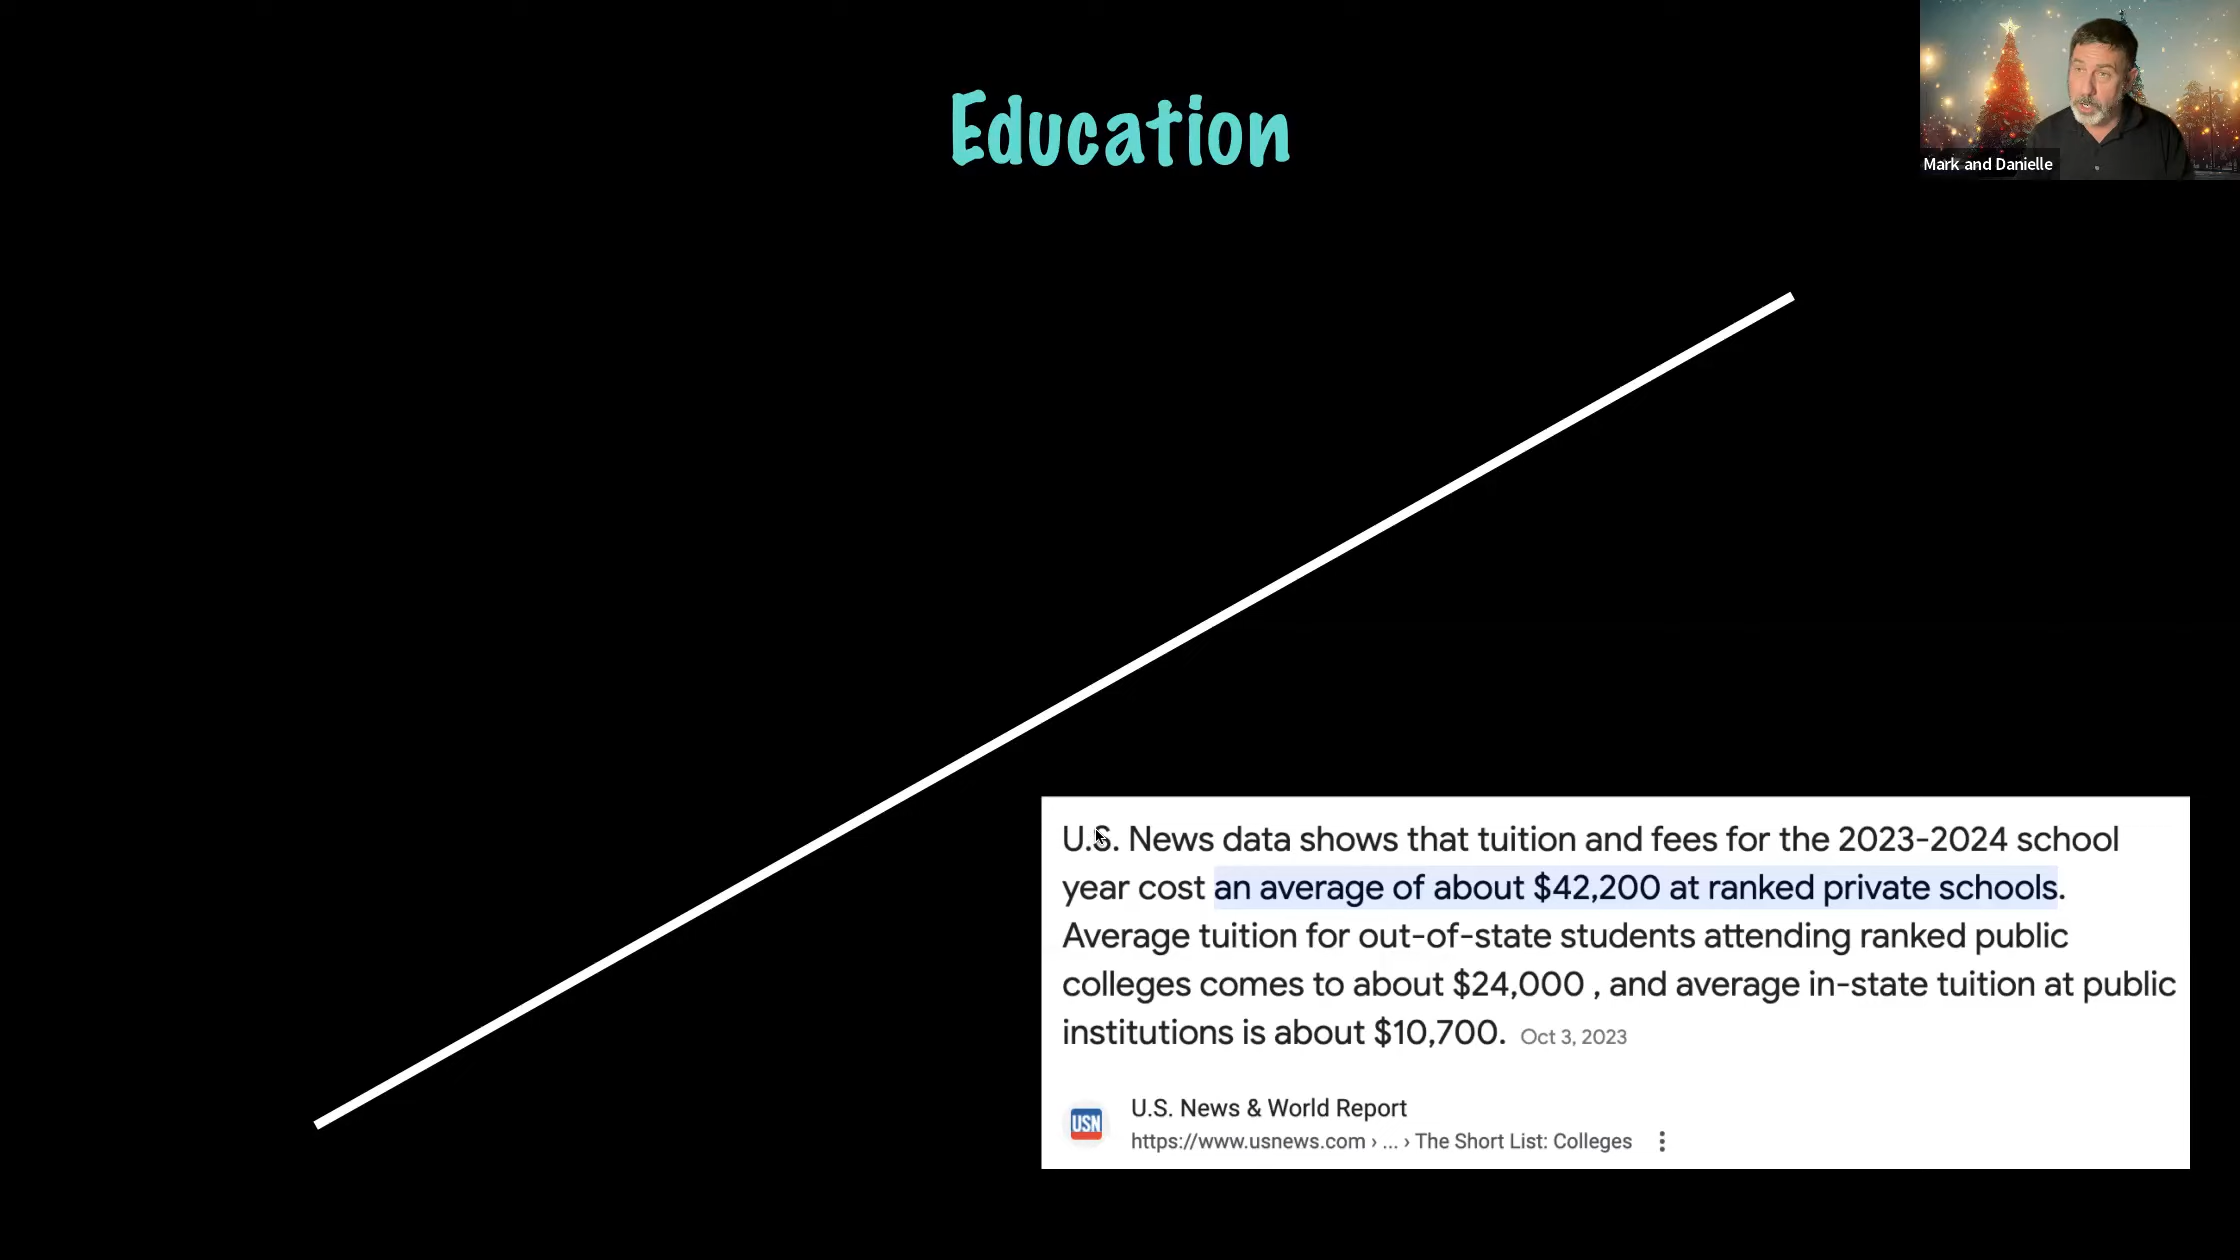 Education
Mark and Danielle
U.S. News data shows that tuition and fees for the 2023-2024 school
year cost an average of about $42,200 at ranked private schools.
Average tuition for out-of-state students attending ranked public
colleges comes to about $24,000 , and average in-state tuition at public
institutions is about $10,700. Oct 3, 2023
USN
U.S. News & World Report
https://www.usnews.com › ... › The Short List: Colleges